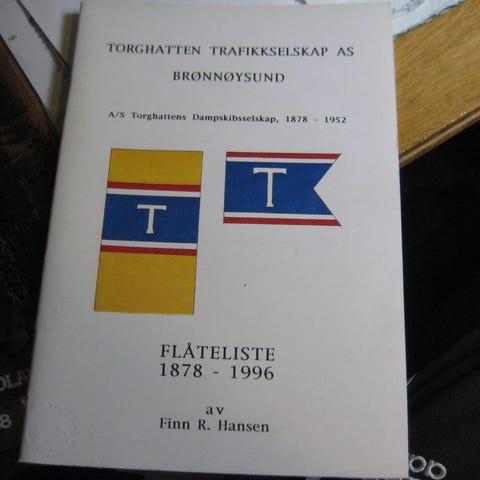 TORGHATTEN TRAFIKKSELSKAP AS
BRØNNØYSUND
A/S Torghattens Dampskibsselskap, 1878 - 1952
T
T
FLÅTELISTE
1878 - 1996
av
Finn R. Hansen